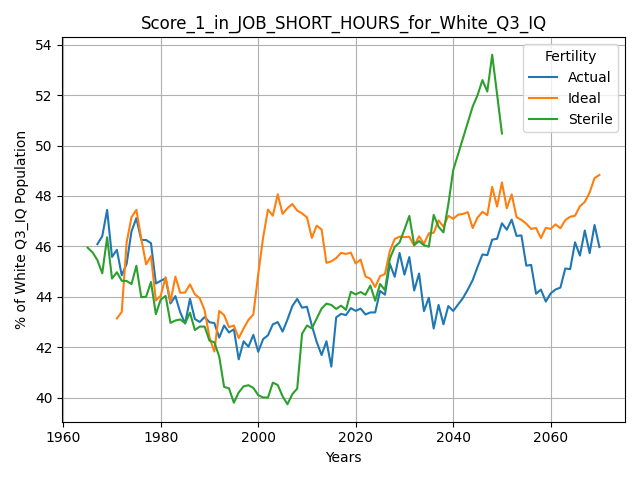 Score_1_in_JOB_SHORT_HOURS_for_White_Q3_IQ
% of White Q3_IQ Population
54
52
50
48
46
44
42
40
Fertility
Actual
Ideal
Sterile
1960 1980 2000 2020 2040 2060
Years